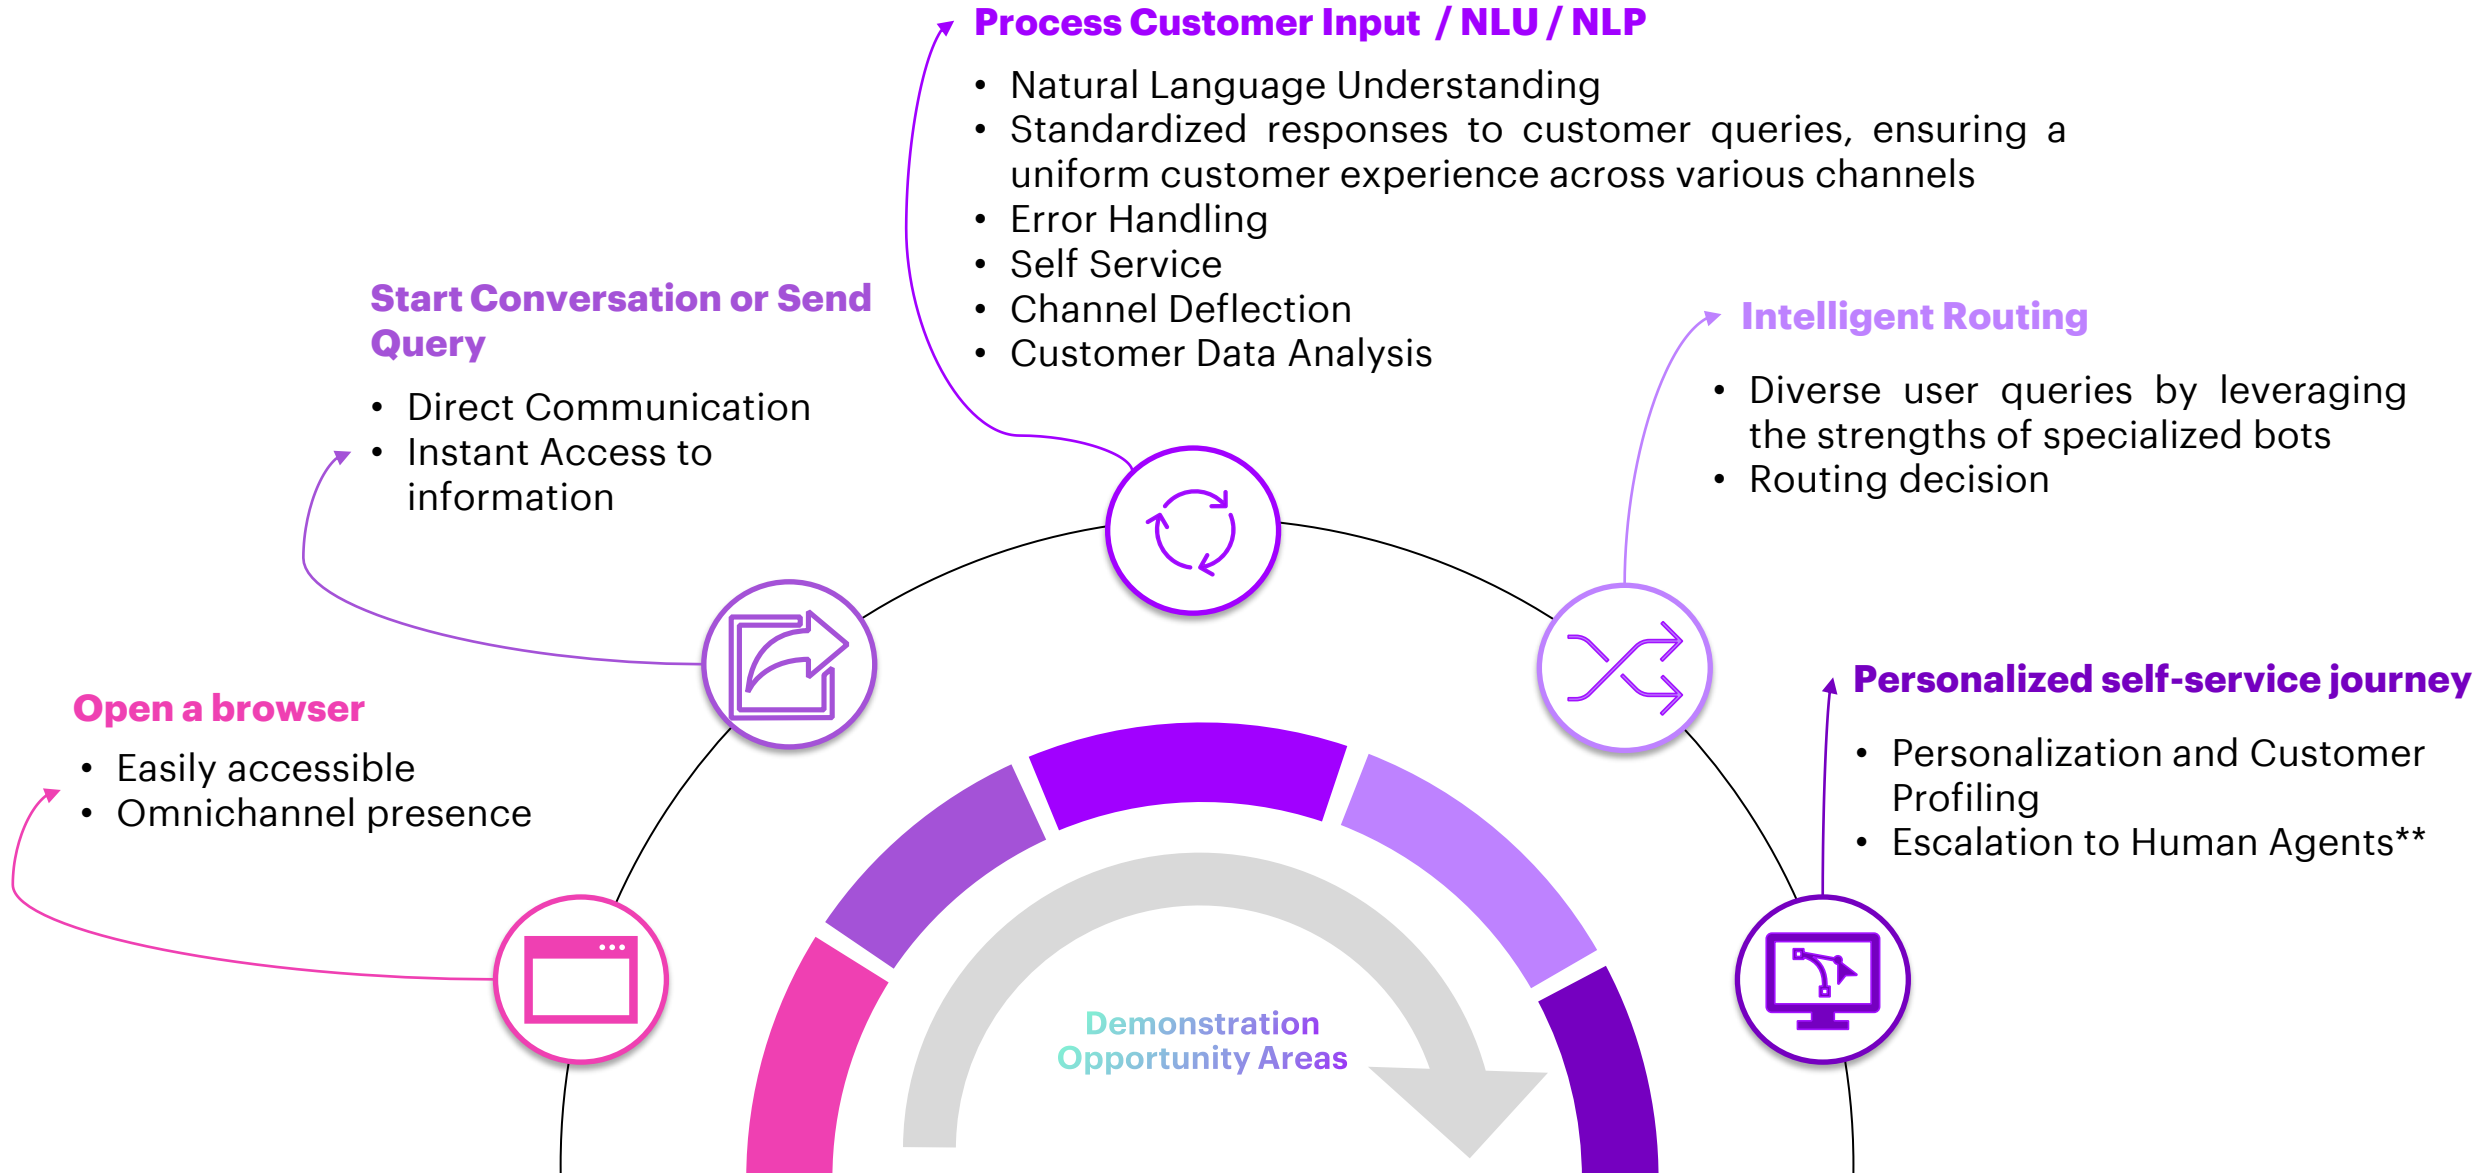 Process Customer Input / NLU / NLP
• Natural Language Understanding
• Standardized responses to customer queries, ensuring a
uniform customer experience across various channels
• Error Handling
• Self Service
• Channel Deflection
• Customer Data Analysis
Start Conversation or Send
Query
• Direct Communication
• Instant Access to
information
Intelligent Routing
• Diverse user queries by leveraging
the strengths of specialized bots
• Routing decision
Open a browser
• Easily accessible
• Omnichannel presence
Personalized self-service journey
• Personalization and Customer
Profiling
• Escalation to Human Agents**
Demonstration
Opportunity Areas